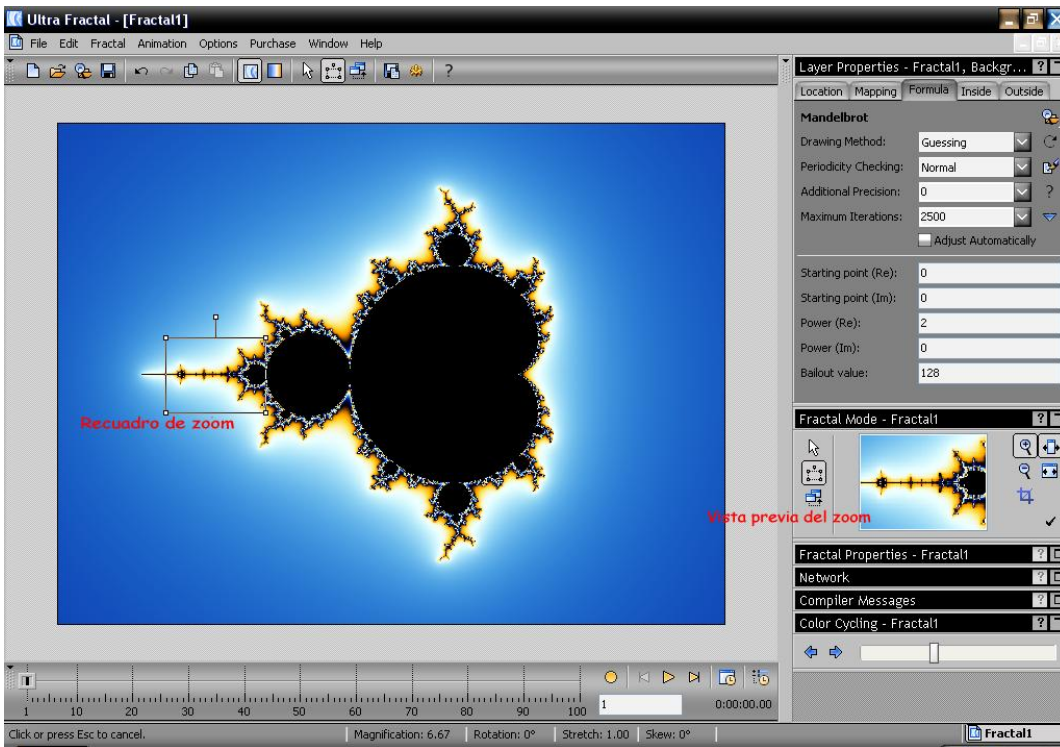 Ultra Fractal - [Fractal1]
File Edit Fractal Animation Options Purchase Window Help
?
Layer Properties - Fractal1, Backgr... ?
Location Mapping Formula Inside Outside
Mandelbrot
Drawing Method: Guessing
Periodicity Checking: Normal
Additional Precision: 0 ?
Maximum Iterations: 2500
Adjust Automatically
Starting point (Re): 0
Starting point (Im): 0
Power (Re): 2
Power (Im): 0
Bailout value: 128
Recuadro de zoom
Fractal Mode - Fractal1 ?
Vista previa del zoom
Fractal Properties - Fractal1 ?
Network ?
Compiler Messages ?
Color Cycling - Fractal1 ?
1 10 20 30 40 50 60 70 80 90 100
1 0:00:00.00
Click or press Esc to cancel. Magnification: 6.67 Rotation: 0° Stretch: 1.00 Skew: 0° Fractal1